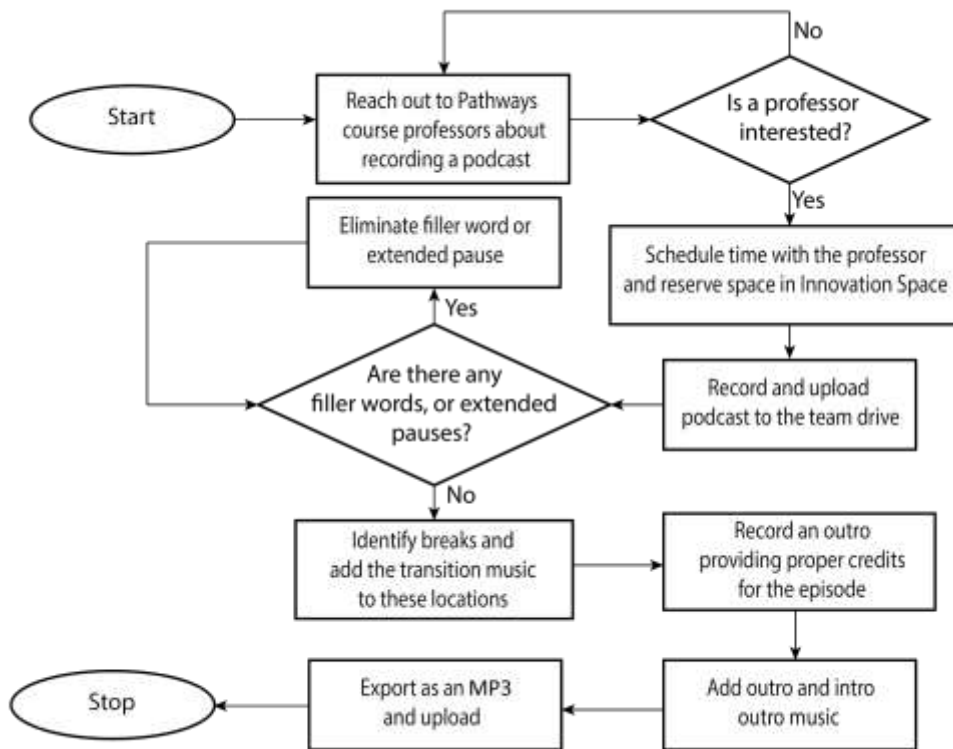 Start
Reach out to Pathways
course professors about
recording a podcast
No
Is a professor
interested?
Yes
Schedule time with the professor
and reserve space in Innovation Space
Record and upload
podcast to the team drive
Are there any
filler words, or extended
pauses?
Yes
Eliminate filler word or
extended pause
No
Identify breaks and
add the transition music
to these locations
Record an outro
providing proper credits
for the episode
Add outro and intro
outro music
Export as an MP3
and upload
Stop